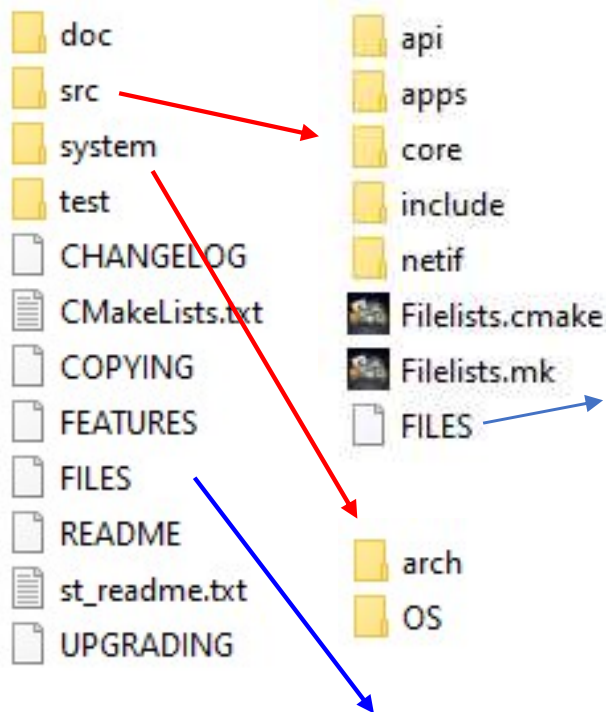 doc
src
system
test
CHANGELOG
CMakeLists.txt
COPYING
FEATURES
FILES
README
st_readme.txt
UPGRADING
api
apps
core
include
netif
Filelists.cmake
Filelists.mk
FILES
arch
OS